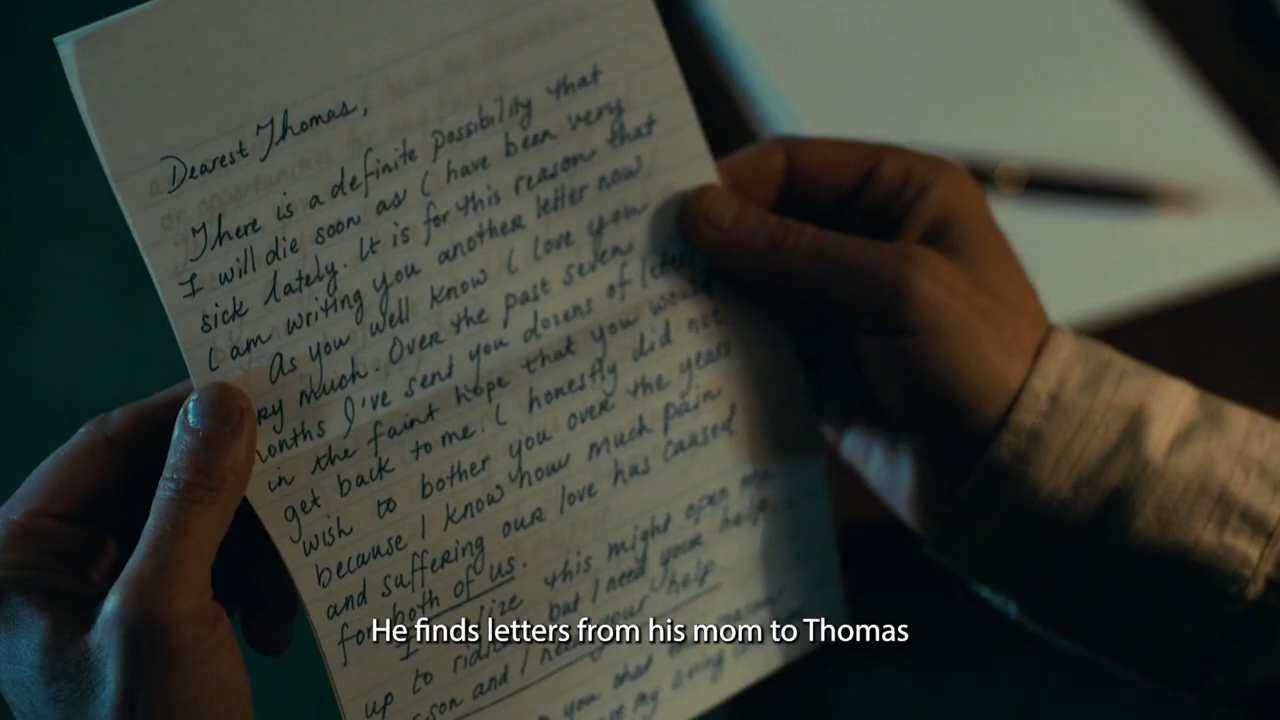 Dearest Thomas,
There is a definite possibility that
I will die soon as I have been very
sick lately. It is for this reason that
I am writing you another letter now.
As you well know I love you
ry much. Over the past seven
onths I've sent you dozens of
in the faint hope that you would
get back to me. I honestly did not
wish to bother you over the years
because I know how much pain
and suffering our love has caused
for both of us.
I realize this might open me
up to but I need your help.
son and I need your help
you that
my
He finds letters from his mom to Thomas